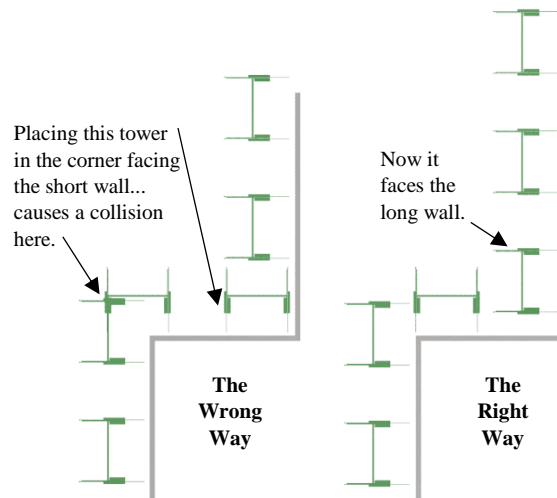 Placing this tower
in the corner facing
the short wall...
causes a collision
here.
Now it
faces the
long wall.
The
Wrong
Way
The
Right
Way